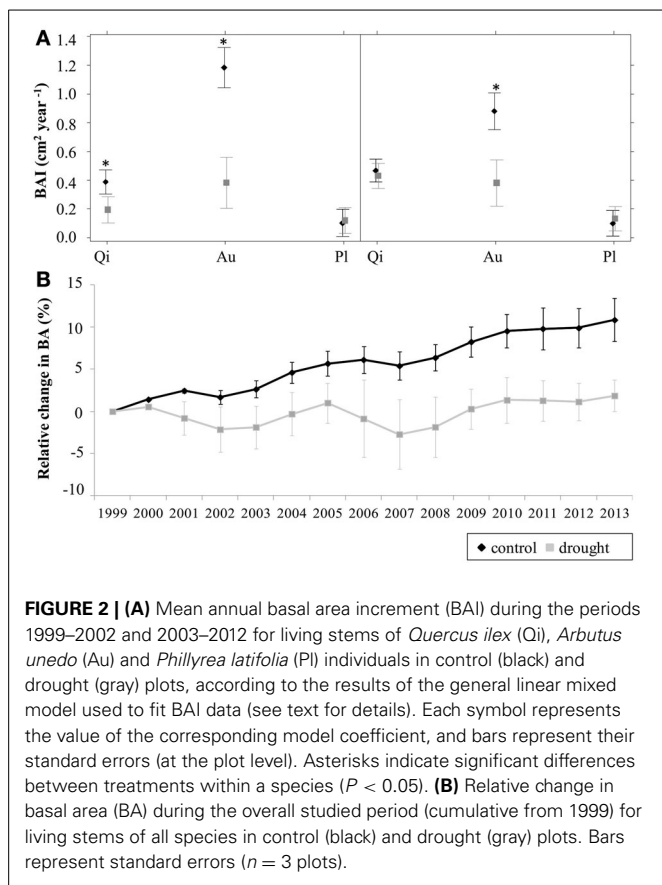 A
1.4
*
*
1.2
*
1.0
0.8
0.6
0.4
0.2
0.0
BAI (cm² year ⁻¹)
Qi Au Pl Qi Au Pl
B
15
10
5
0
-5
-10
Relative change in BA (%)
1999 2000 2001 2002 2003 2004 2005 2006 2007 2008 2009 2010 2011 2012 2013
control drought
FIGURE 2 | (A) Mean annual basal area increment (BAI) during the periods
1999–2002 and 2003–2012 for living stems of Quercus ilex (Qi), Arbutus
unedo (Au) and Phillyrea latifolia (Pl) individuals in control (black) and
drought (gray) plots, according to the results of the general linear mixed
model used to fit BAI data (see text for details). Each symbol represents
the value of the corresponding model coefficient, and bars represent their
standard errors (at the plot level). Asterisks indicate significant differences
between treatments within a species (P < 0.05). (B) Relative change in
basal area (BA) during the overall studied period (cumulative from 1999) for
living stems of all species in control (black) and drought (gray) plots. Bars
represent standard errors (n = 3 plots).